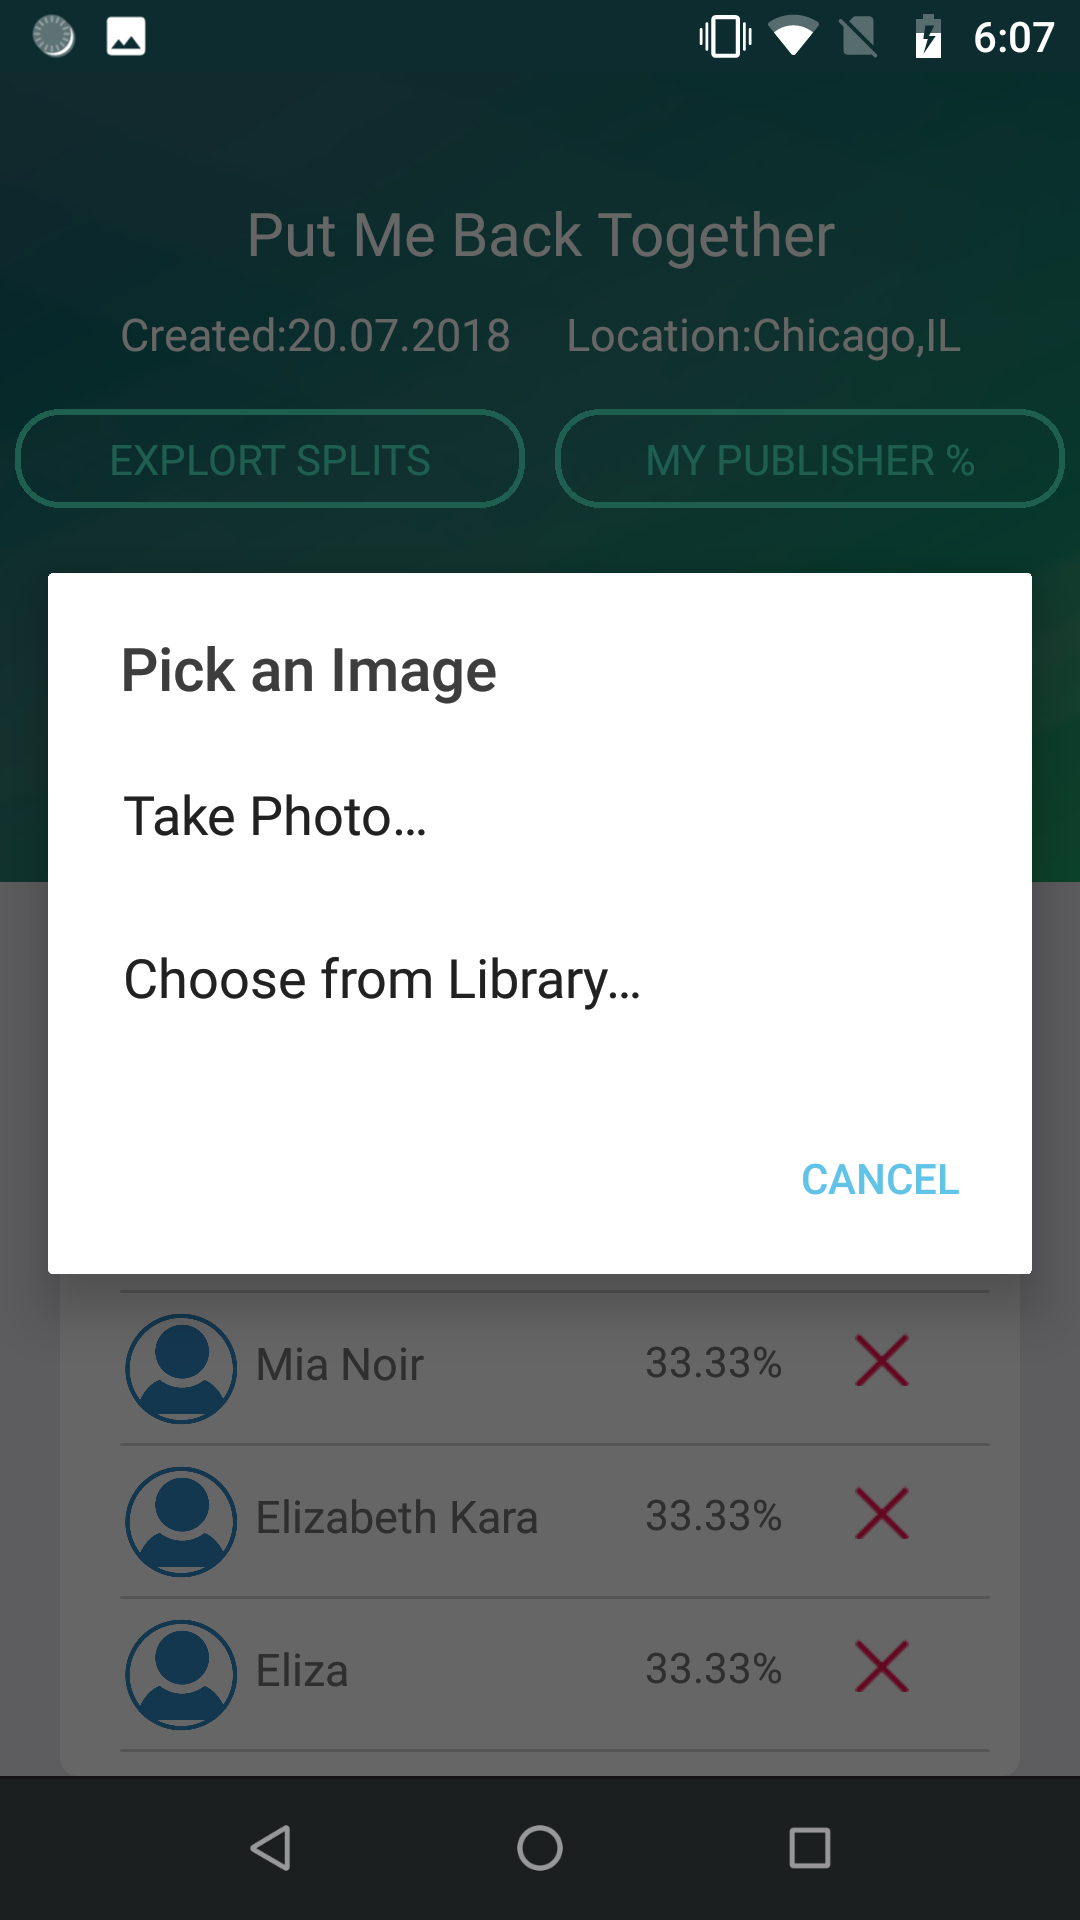 6:07
Put Me Back Together
Created:20.07.2018 Location:Chicago,IL
EXPLORT SPLITS MY PUBLISHER %
Pick an Image
Take Photo…
Choose from Library…
CANCEL
Mia Noir 33.33%
Elizabeth Kara 33.33%
Eliza 33.33%